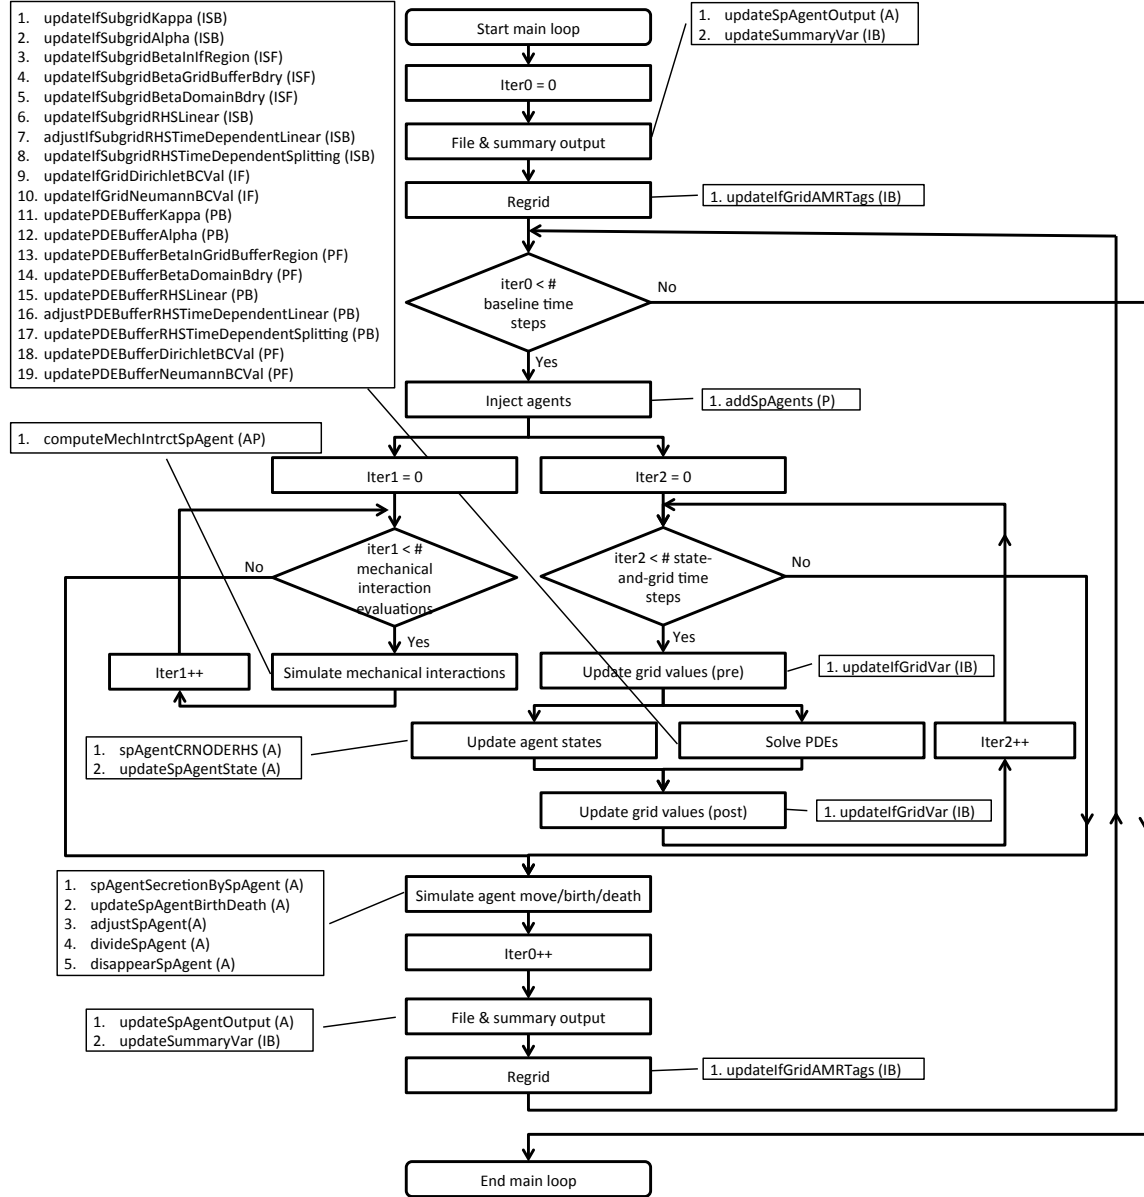 1. updateIfSubgridKappa (ISB)
2. updateIfSubgridAlpha (ISB)
3. updateIfSubgridBetaInIfRegion (ISF)
4. updateIfSubgridBetaGridBufferBdry (ISF)
5. updateIfSubgridBetaDomainBdry (ISF)
6. updateIfSubgridRHSLinear (ISB)
7. adjustIfSubgridRHSTimeDependentLinear (ISB)
8. updateIfSubgridRHSTimeDependentSplitting (ISB)
9. updateIfGridDirichletBCVal (IF)
10. updateIfGridNeumannBCVal (IF)
11. updatePDEBufferKappa (PB)
12. updatePDEBufferAlpha (PB)
13. updatePDEBufferBetaInGridBufferRegion (PF)
14. updatePDEBufferBetaDomainBdry (PF)
15. updatePDEBufferRHSLinear (PB)
16. adjustPDEBufferRHSTimeDependentLinear (PB)
17. updatePDEBufferRHSTimeDependentSplitting (PB)
18. updatePDEBufferDirichletBCVal (PF)
19. updatePDEBufferNeumannBCVal (PF)
Start main loop
1. updateSpAgentOutput (A)
2. updateSummaryVar (IB)
Iter0 = 0
File & summary output
Regrid
1. updateIfGridAMRTags (IB)
iter0 < #
baseline time
steps
No
Yes
Inject agents
1. addSpAgents (P)
1. computeMechIntrctSpAgent (AP)
Iter1 = 0
Iter2 = 0
iter1 < #
mechanical
interaction
evaluations
No
Yes
iter2 < # state-
and-grid time
steps
No
Yes
Iter1++
Simulate mechanical interactions
Update grid values (pre)
1. updateIfGridVar (IB)
1. spAgentCRNODERHS (A)
2. updateSpAgentState (A)
Update agent states
Solve PDEs
Iter2++
Update grid values (post)
1. updateIfGridVar (IB)
1. spAgentSecretionBySpAgent (A)
2. updateSpAgentBirthDeath (A)
3. adjustSpAgent(A)
4. divideSpAgent (A)
5. disappearSpAgent (A)
Simulate agent move/birth/death
Iter0++
1. updateSpAgentOutput (A)
2. updateSummaryVar (IB)
File & summary output
Regrid
1. updateIfGridAMRTags (IB)
End main loop